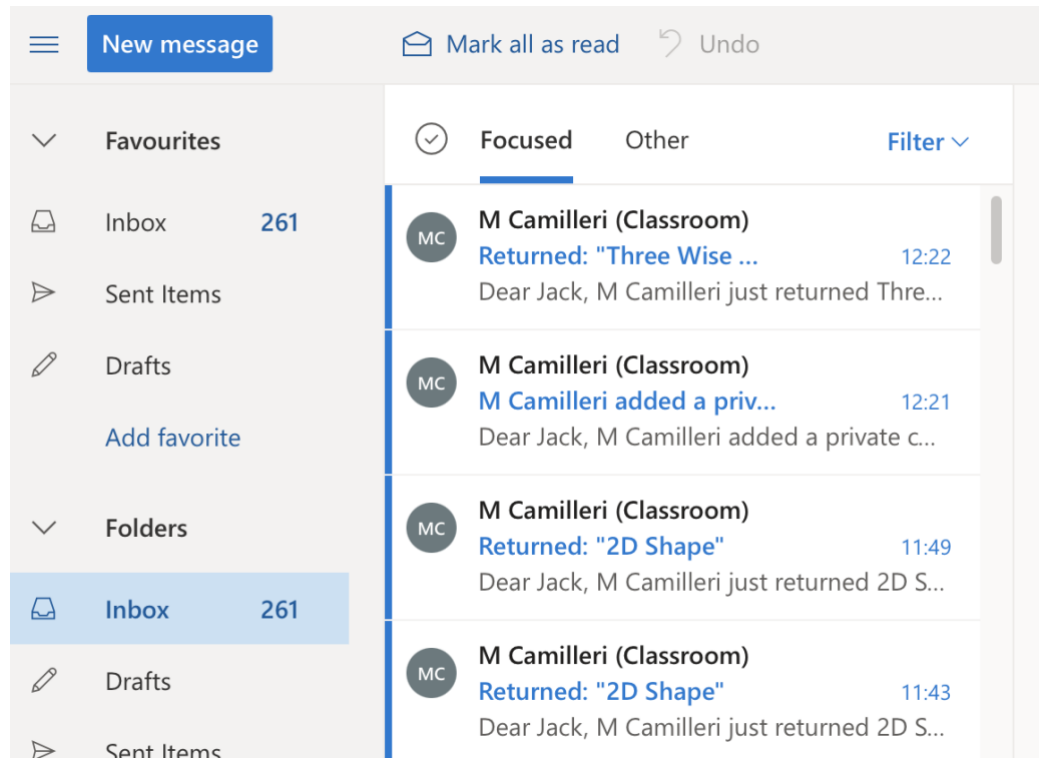 New message
Mark all as read
Undo
Favourites
Inbox 261
Sent Items
Drafts
Add favorite
Folders
Inbox 261
Drafts
Sent Items
Focused
Other
Filter
MC
M Camilleri (Classroom)
Returned: "Three Wise ...
12:22
Dear Jack, M Camilleri just returned Thre...
MC
M Camilleri (Classroom)
M Camilleri added a priv...
12:21
Dear Jack, M Camilleri added a private c...
MC
M Camilleri (Classroom)
Returned: "2D Shape"
11:49
Dear Jack, M Camilleri just returned 2D S...
MC
M Camilleri (Classroom)
Returned: "2D Shape"
11:43
Dear Jack, M Camilleri just returned 2D S...